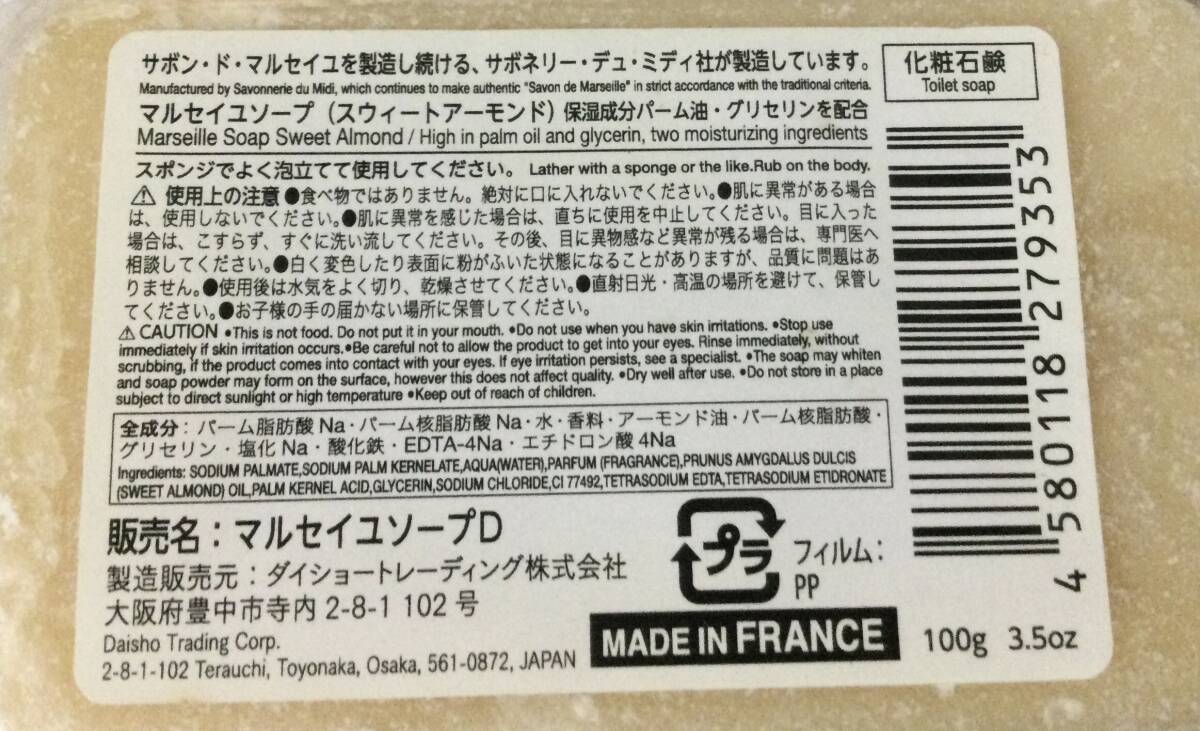 サボン・ド・マルセイユを製造し続ける、サボネリー・デュ・ミディ社が製造しています。
Manufactured by Savonnerie du Midi, which continues to make authentic "Savon de Marseille" in strict accordance with the traditional criteria.
化粧石鹸
Toilet soap
マルセイユソープ（スウィートアーモンド）保湿成分パーム油・グリセリンを配合
Marseille Soap Sweet Almond / High in palm oil and glycerin, two moisturizing ingredients
スポンジでよく泡立てて使用してください。 Lather with a sponge or the like.Rub on the body.
⚠ 使用上の注意 ●食べ物ではありません。絶対に口に入れないでください。●肌に異常がある場合
は、使用しないでください。●肌に異常を感じた場合は、直ちに使用を中止してください。目に入った
場合は、こすらず、すぐに洗い流してください。その後、目に異物感など異常が残る場合は、専門医へ
相談してください。●白く変色したり表面に粉がふいた状態になることがありますが、品質に問題はあ
りません。●使用後は水気をよく切り、乾燥させてください。●直射日光・高温の場所を避けて、保管し
てください。●お子様の手の届かない場所に保管してください。
⚠ CAUTION •This is not food. Do not put it in your mouth. •Do not use when you have skin irritations. •Stop use
immediately if skin irritation occurs.•Be careful not to allow the product to get into your eyes. Rinse immediately, without
scrubbing, if the product comes into contact with your eyes. If eye irritation persists, see a specialist. •The soap may whiten
and soap powder may form on the surface, however this does not affect quality. •Dry well after use. •Do not store in a place
subject to direct sunlight or high temperature •Keep out of reach of children.
全成分：パーム脂肪酸 Na・パーム核脂肪酸 Na・水・香料・アーモンド油・パーム核脂肪酸・
グリセリン・塩化 Na・酸化鉄・EDTA-4Na・エチドロン酸 4Na
Ingredients: SODIUM PALMATE,SODIUM PALM KERNELATE,AQUA(WATER),PARFUM (FRAGRANCE),PRUNUS AMYGDALUS DULCIS
(SWEET ALMOND) OIL,PALM KERNEL ACID,GLYCERIN,SODIUM CHLORIDE,CI 77492,TETRASODIUM EDTA,TETRASODIUM ETIDRONATE
販売名：マルセイユソープD
製造販売元：ダイショートレーディング株式会社
大阪府豊中市寺内 2-8-1 102 号
Daisho Trading Corp.
2-8-1-102 Terauchi, Toyonaka, Osaka, 561-0872, JAPAN
プラ
フィルム：
PP
MADE IN FRANCE
100g 3.5oz
4 580118 279353